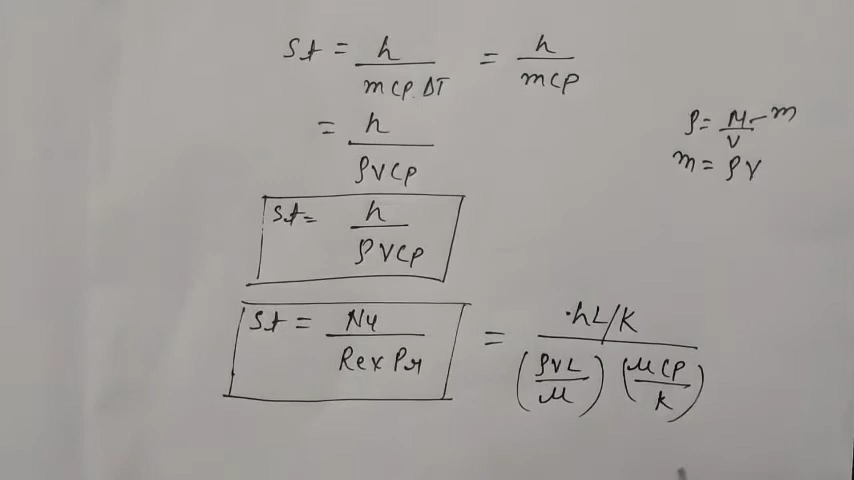 St = h / mCp.ΔT = h / mCp
= h / ρVCp
ρ = M / V - m
m = ρV
St = h / ρVCp
St = Nu / Re x Pr = hL/K / (ρVL / μ) (μCp / K)